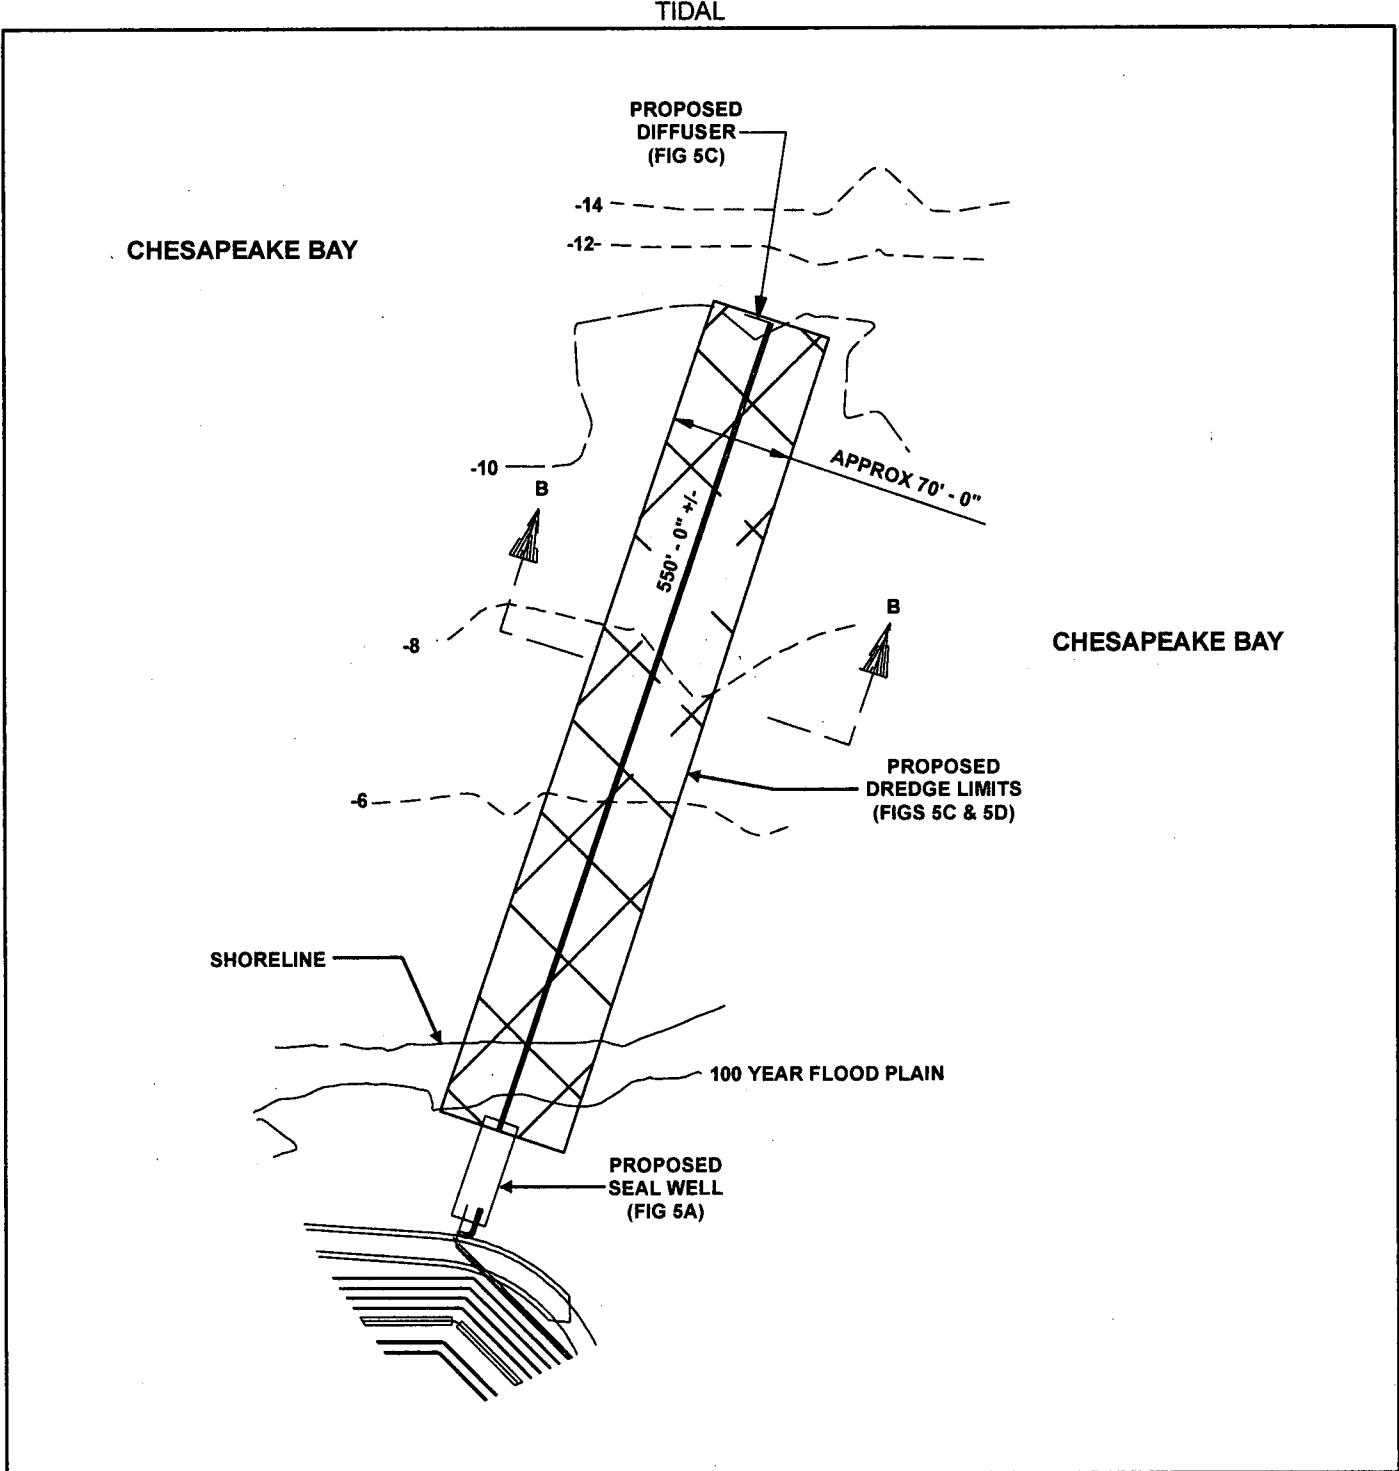 TIDAL
PROPOSED
DIFFUSER
(FIG 5C)
-14
-12-
CHESAPEAKE BAY
-10
APPROX 70' - 0"
B
550' - 0" +/-
B
-8
CHESAPEAKE BAY
PROPOSED
DREDGE LIMITS
(FIGS 5C & 5D)
-6
SHORELINE
100 YEAR FLOOD PLAIN
PROPOSED
SEAL WELL
(FIG 5A)